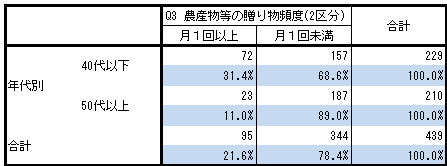 Q3 農産物等の贈り物頻度(2区分)
合計
月１回以上 月１回未満
年代別 40代以下 72 157 229
31.4% 68.6% 100.0%
50代以上 23 187 210
11.0% 89.0% 100.0%
合計 95 344 439
21.6% 78.4% 100.0%